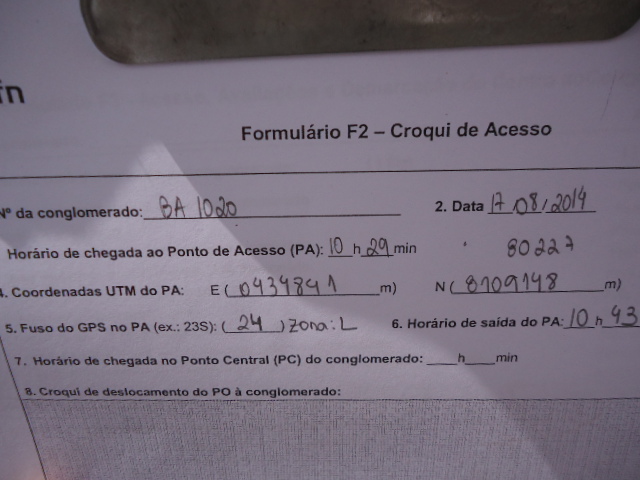 fn
Formulário F2 – Croqui de Acesso
Nº da conglomerado: BA 1020 2. Data 17/08/2014
Horário de chegada ao Ponto de Acesso (PA): 10 h 29 min 80227
4. Coordenadas UTM do PA: E ( 0434841 m) N ( 8109148 m)
5. Fuso do GPS no PA (ex.: 23S): ( 24 ) Zona: L 6. Horário de saída do PA: 10 h 43
7. Horário de chegada no Ponto Central (PC) do conglomerado: ____h____min
8. Croqui de deslocamento do PO à conglomerado: